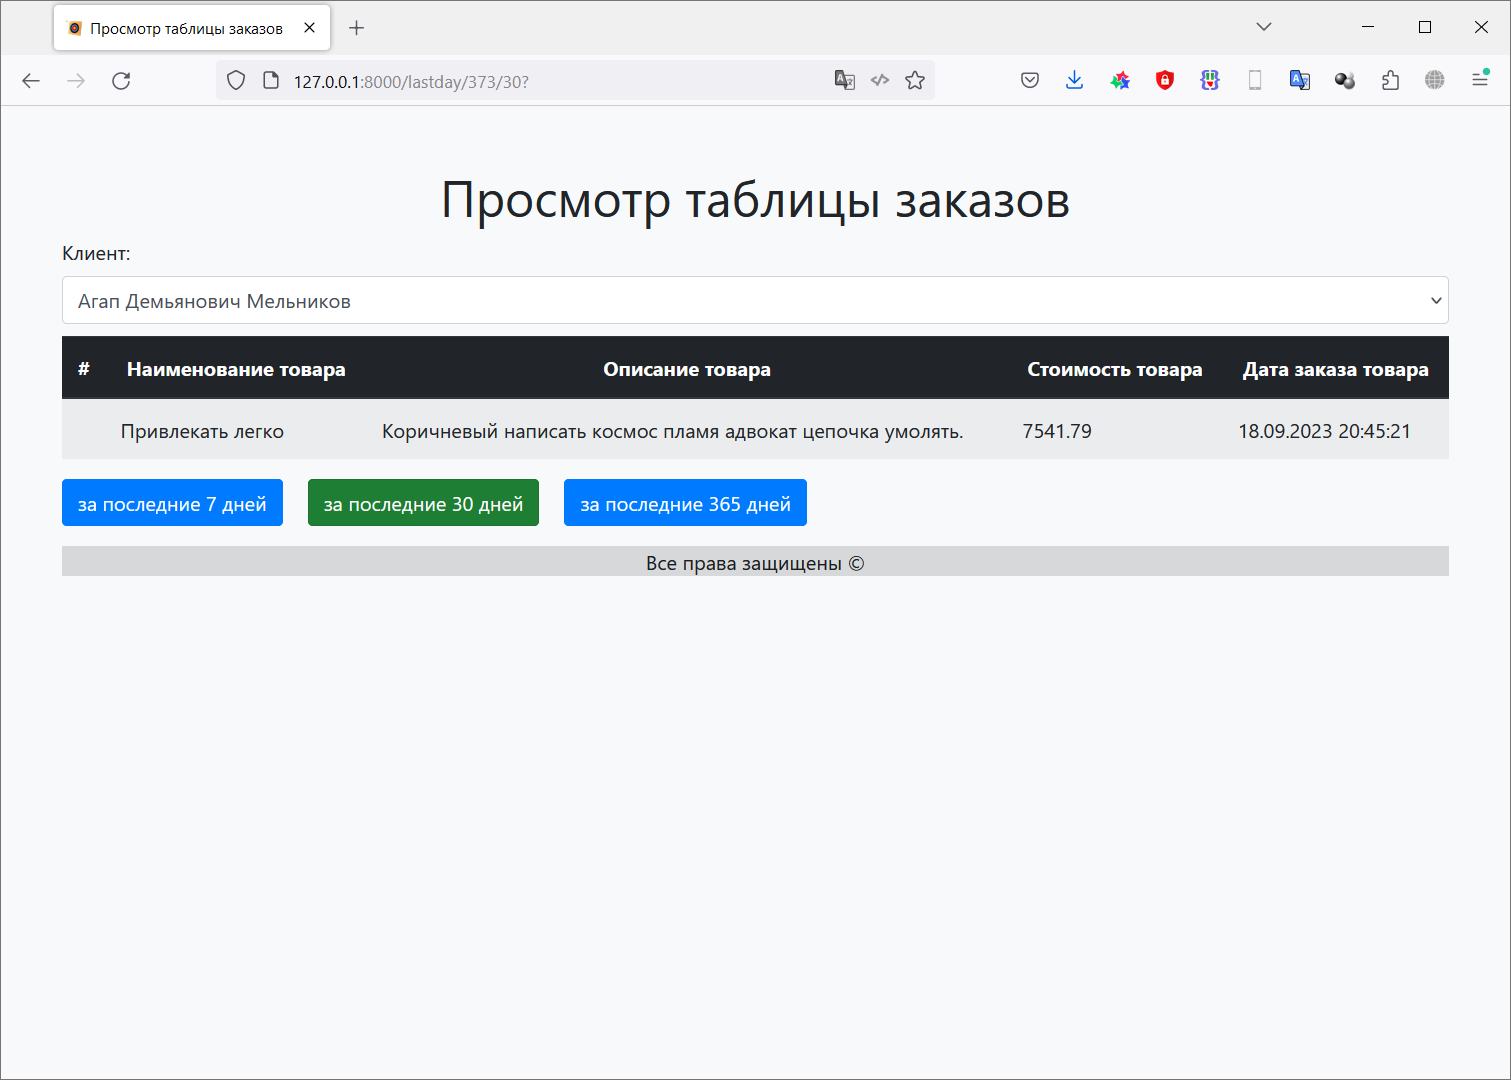 Просмотр таблицы заказов
127.0.0.1:8000/lastday/373/30?
Просмотр таблицы заказов
Клиент:
Агап Демьянович Мельников
# Наименование товара Описание товара Стоимость товара Дата заказа товара
Привлекать легко Коричневый написать космос пламя адвокат цепочка умолять. 7541.79 18.09.2023 20:45:21
за последние 7 дней за последние 30 дней за последние 365 дней
Все права защищены ©